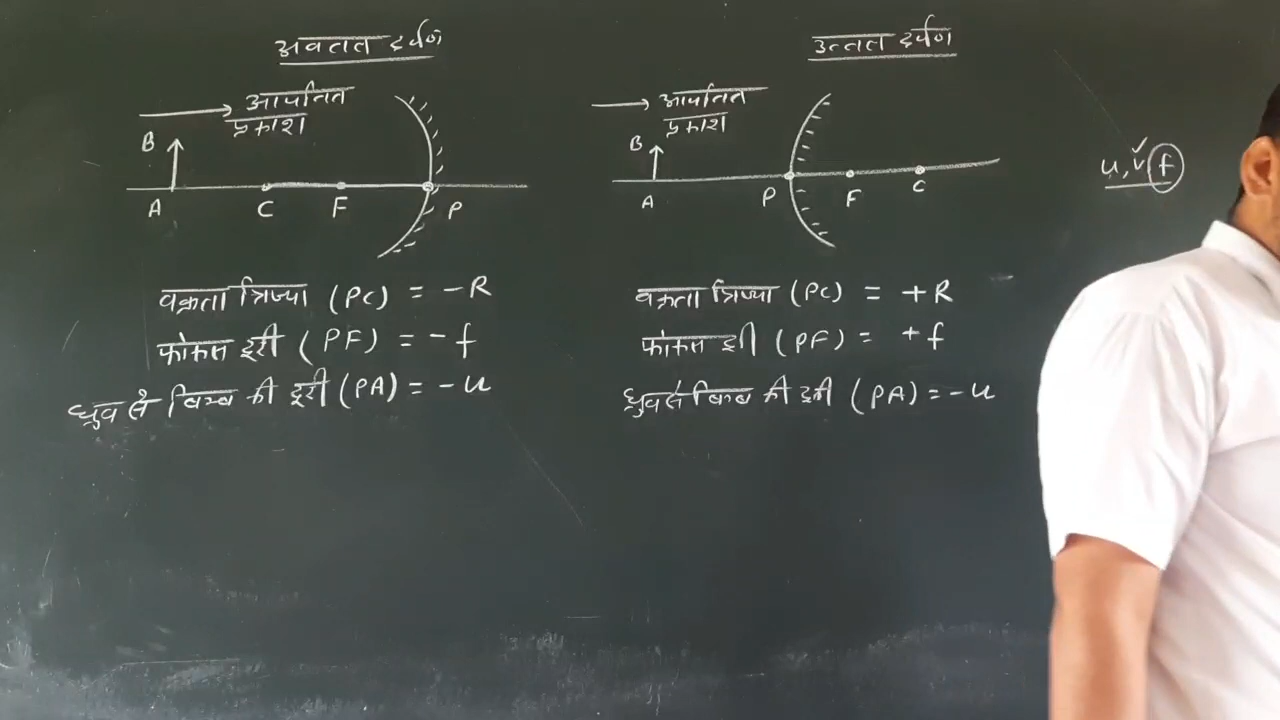 अवतल दर्पण
आपतित
प्रकाश
B
A C F P
वक्रता त्रिज्या (PC) = - R
फोकस दूरी (PF) = - f
ध्रुव से बिम्ब की दूरी (PA) = - u
उत्तल दर्पण
आपतित
प्रकाश
B
A P F C
वक्रता त्रिज्या (PC) = + R
फोकस दूरी (PF) = + f
ध्रुव से बिम्ब की दूरी (PA) = - u
u, v f